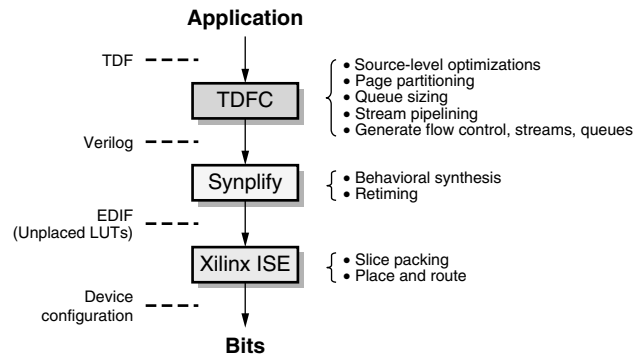 Application
TDF
TDFC
• Source-level optimizations
• Page partitioning
• Queue sizing
• Stream pipelining
• Generate flow control, streams, queues
Verilog
Synplify
• Behavioral synthesis
• Retiming
EDIF
(Unplaced LUTs)
Xilinx ISE
• Slice packing
• Place and route
Device
configuration
Bits